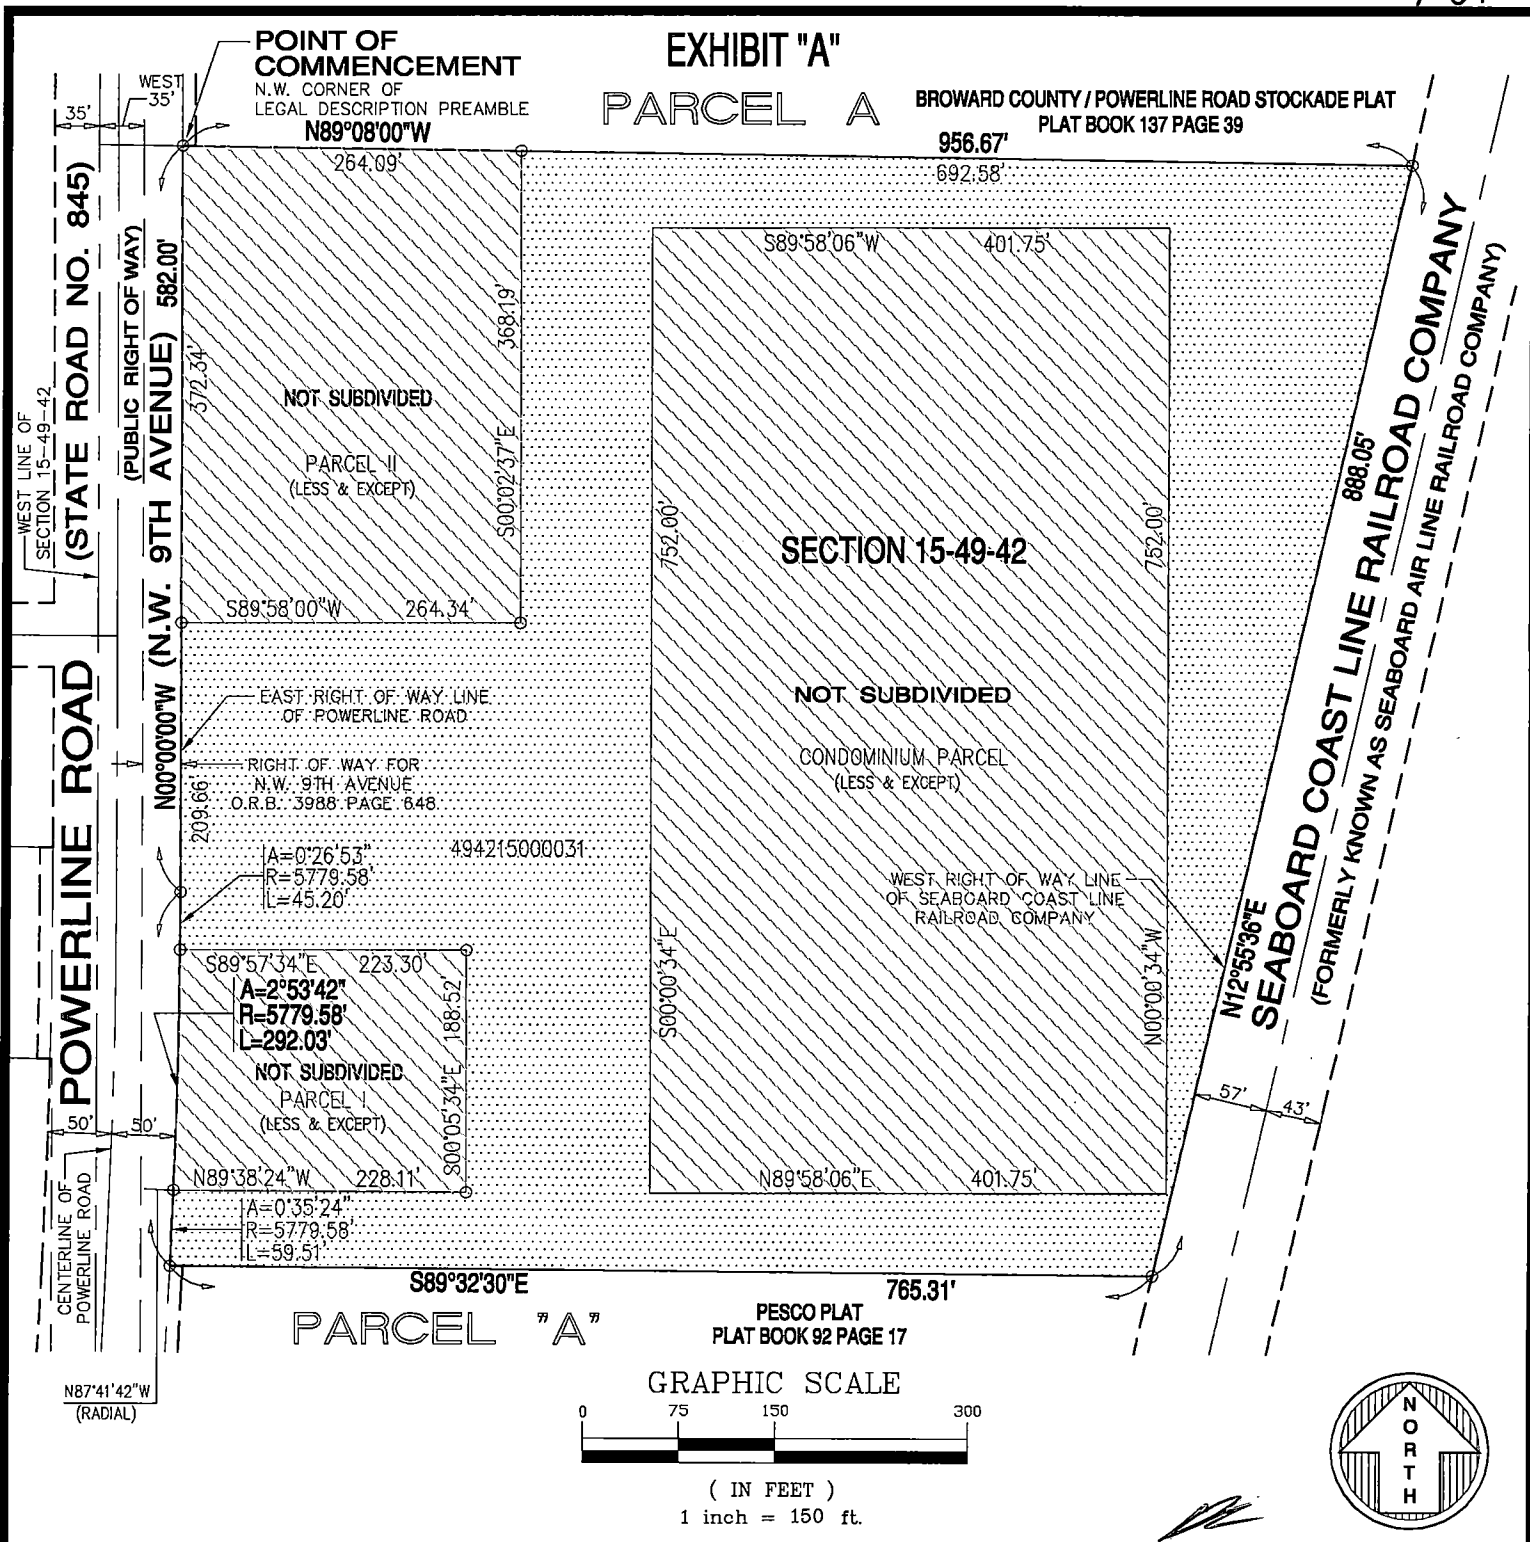 EXHIBIT "A"
POINT OF
COMMENCEMENT
N.W. CORNER OF
LEGAL DESCRIPTION PREAMBLE
N89°08'00"W
264.09'
PARCEL A
BROWARD COUNTY / POWERLINE ROAD STOCKADE PLAT
PLAT BOOK 137 PAGE 39
956.67'
692.58'
WEST
35'
35'
POWERLINE ROAD (STATE ROAD NO. 845)
(PUBLIC RIGHT OF WAY)
N0°00'00"W (N.W. 9TH AVENUE) 582.00'
WEST LINE OF
SECTION 15-49-42
372.34'
368.19'
S00°02'37"E
NOT SUBDIVIDED
PARCEL II
(LESS & EXCEPT)
S89°58'00"W 264.34'
S89°58'06"W 401.75'
752.00'
752.00'
SECTION 15-49-42
NOT SUBDIVIDED
CONDOMINIUM PARCEL
(LESS & EXCEPT)
S00°00'34"E
N00°00'34"W
N89°58'06"E 401.75'
EAST RIGHT OF WAY LINE
OF POWERLINE ROAD
RIGHT OF WAY FOR
N.W. 9TH AVENUE
O.R.B. 3988 PAGE 648
209.66'
A=0°26'53"
R=5779.58'
L=45.20'
494215000031
WEST RIGHT OF WAY LINE
OF SEABOARD COAST LINE
RAILROAD COMPANY
888.05'
N12°55'36"E
SEABOARD COAST LINE RAILROAD COMPANY
(FORMERLY KNOWN AS SEABOARD AIR LINE RAILROAD COMPANY)
57'
43'
S89°57'34"E 223.30'
A=2°53'42"
R=5779.58'
L=292.03'
NOT SUBDIVIDED
PARCEL I
(LESS & EXCEPT)
S00°05'34"E 188.52'
N89°38'24"W 228.11'
A=0°35'24"
R=5779.58'
L=59.51'
50'
50'
CENTERLINE OF
POWERLINE ROAD
N87°41'42"W
(RADIAL)
S89°32'30"E
765.31'
PARCEL "A"
PESCO PLAT
PLAT BOOK 92 PAGE 17
GRAPHIC SCALE
0 75 150 300
( IN FEET )
1 inch = 150 ft.
NORTH